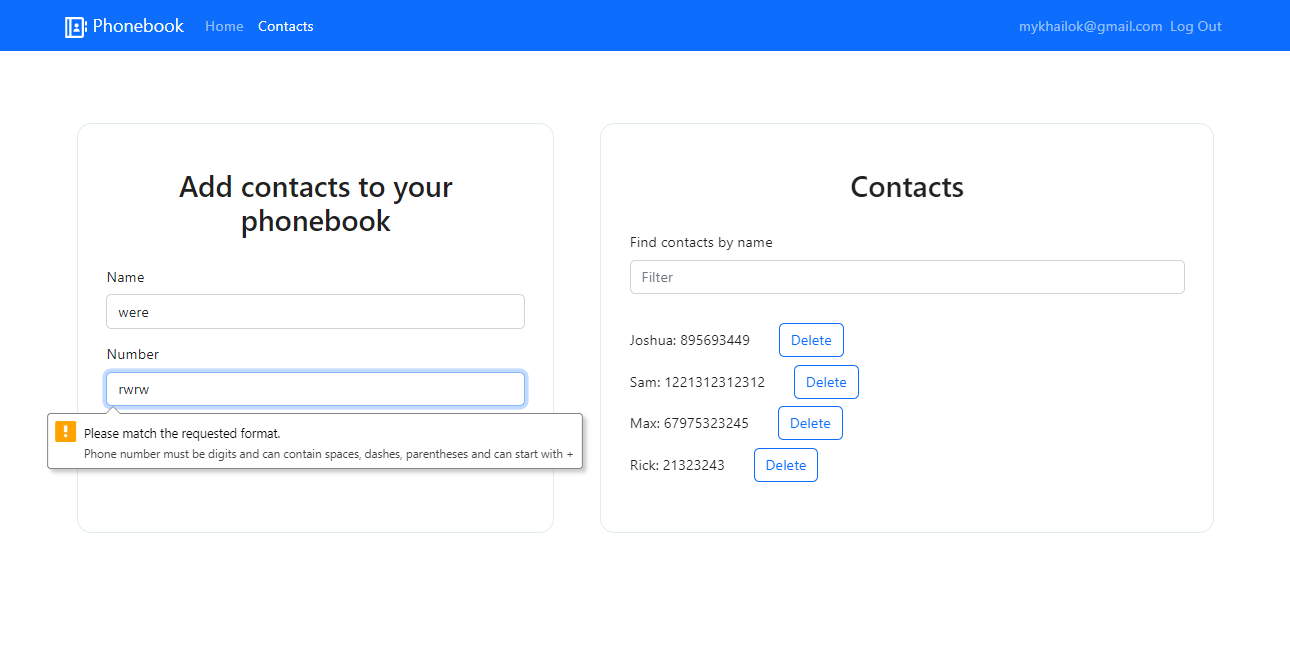 Phonebook Home Contacts mykhailok@gmail.com Log Out
Add contacts to your
phonebook
Name
were
Number
rwrw
! Please match the requested format.
Phone number must be digits and can contain spaces, dashes, parentheses and can start with +
Contacts
Find contacts by name
Filter
Joshua: 895693449 Delete
Sam: 1221312312312 Delete
Max: 67975323245 Delete
Rick: 21323243 Delete